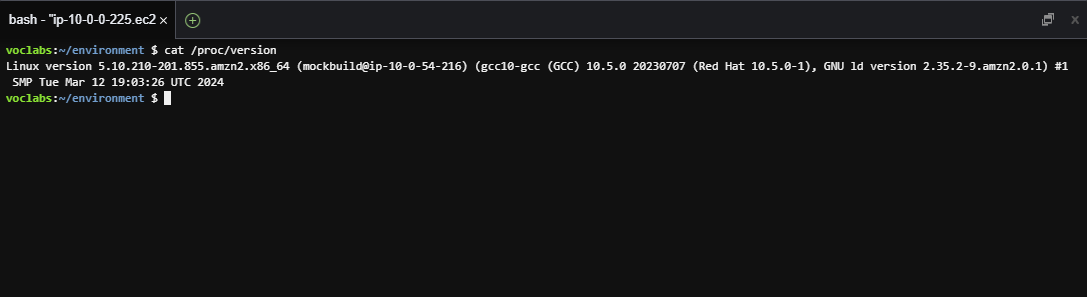 bash - "ip-10-0-0-225.ec2
voclabs:~/environment $ cat /proc/version
Linux version 5.10.210-201.855.amzn2.x86_64 (mockbuild@ip-10-0-54-216) (gcc10-gcc (GCC) 10.5.0 20230707 (Red Hat 10.5.0-1), GNU ld version 2.35.2-9.amzn2.0.1) #1
SMP Tue Mar 12 19:03:26 UTC 2024
voclabs:~/environment $